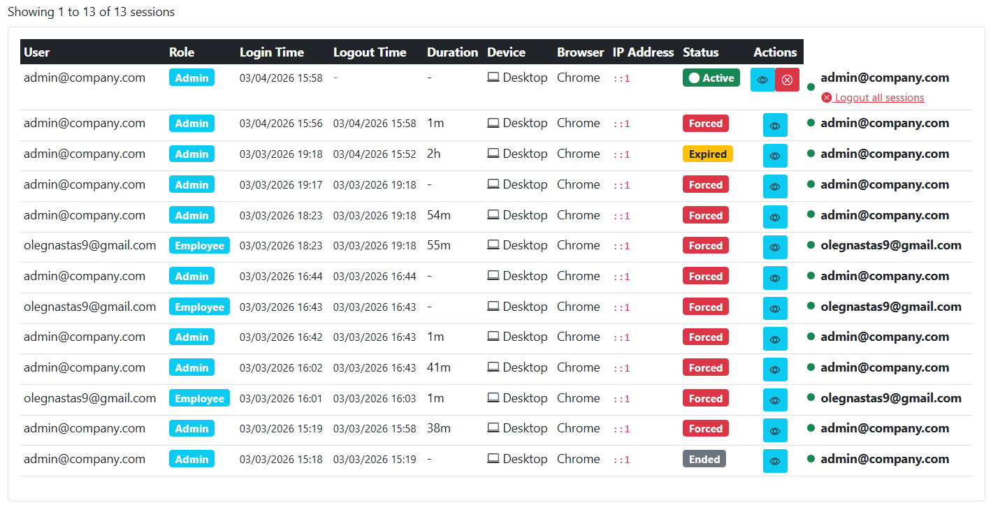 Showing 1 to 13 of 13 sessions
User Role Login Time Logout Time Duration Device Browser IP Address Status Actions
admin@company.com Admin 03/04/2026 15:58 - - Desktop Chrome ::1 Active admin@company.com
Logout all sessions
admin@company.com Admin 03/04/2026 15:56 03/04/2026 15:58 1m Desktop Chrome ::1 Forced admin@company.com
admin@company.com Admin 03/03/2026 19:18 03/04/2026 15:52 2h Desktop Chrome ::1 Expired admin@company.com
admin@company.com Admin 03/03/2026 19:17 03/03/2026 19:18 - Desktop Chrome ::1 Forced admin@company.com
admin@company.com Admin 03/03/2026 18:23 03/03/2026 19:18 54m Desktop Chrome ::1 Forced admin@company.com
olegnastas9@gmail.com Employee 03/03/2026 18:23 03/03/2026 19:18 55m Desktop Chrome ::1 Forced olegnastas9@gmail.com
admin@company.com Admin 03/03/2026 16:44 03/03/2026 16:44 - Desktop Chrome ::1 Forced admin@company.com
olegnastas9@gmail.com Employee 03/03/2026 16:43 03/03/2026 16:43 - Desktop Chrome ::1 Forced olegnastas9@gmail.com
admin@company.com Admin 03/03/2026 16:42 03/03/2026 16:43 1m Desktop Chrome ::1 Forced admin@company.com
admin@company.com Admin 03/03/2026 16:02 03/03/2026 16:43 41m Desktop Chrome ::1 Forced admin@company.com
olegnastas9@gmail.com Employee 03/03/2026 16:01 03/03/2026 16:03 1m Desktop Chrome ::1 Forced olegnastas9@gmail.com
admin@company.com Admin 03/03/2026 15:19 03/03/2026 15:58 38m Desktop Chrome ::1 Forced admin@company.com
admin@company.com Admin 03/03/2026 15:18 03/03/2026 15:19 - Desktop Chrome ::1 Ended admin@company.com